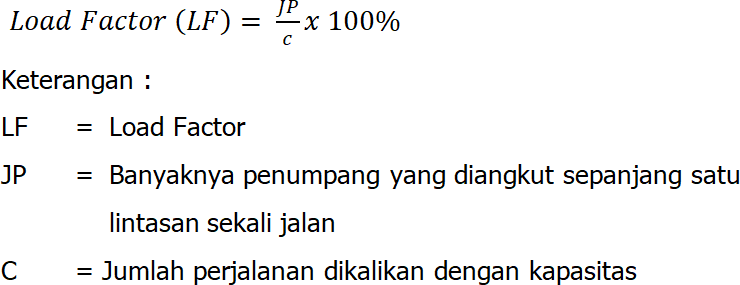 Load Factor (LF) = JP/c x 100%
Keterangan :
LF = Load Factor
JP = Banyaknya penumpang yang diangkut sepanjang satu
lintasan sekali jalan
C = Jumlah perjalanan dikalikan dengan kapasitas